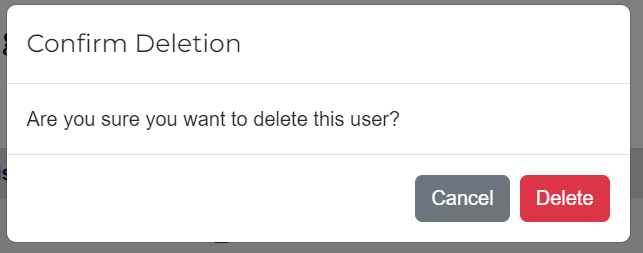 Confirm Deletion
Are you sure you want to delete this user?
Cancel Delete